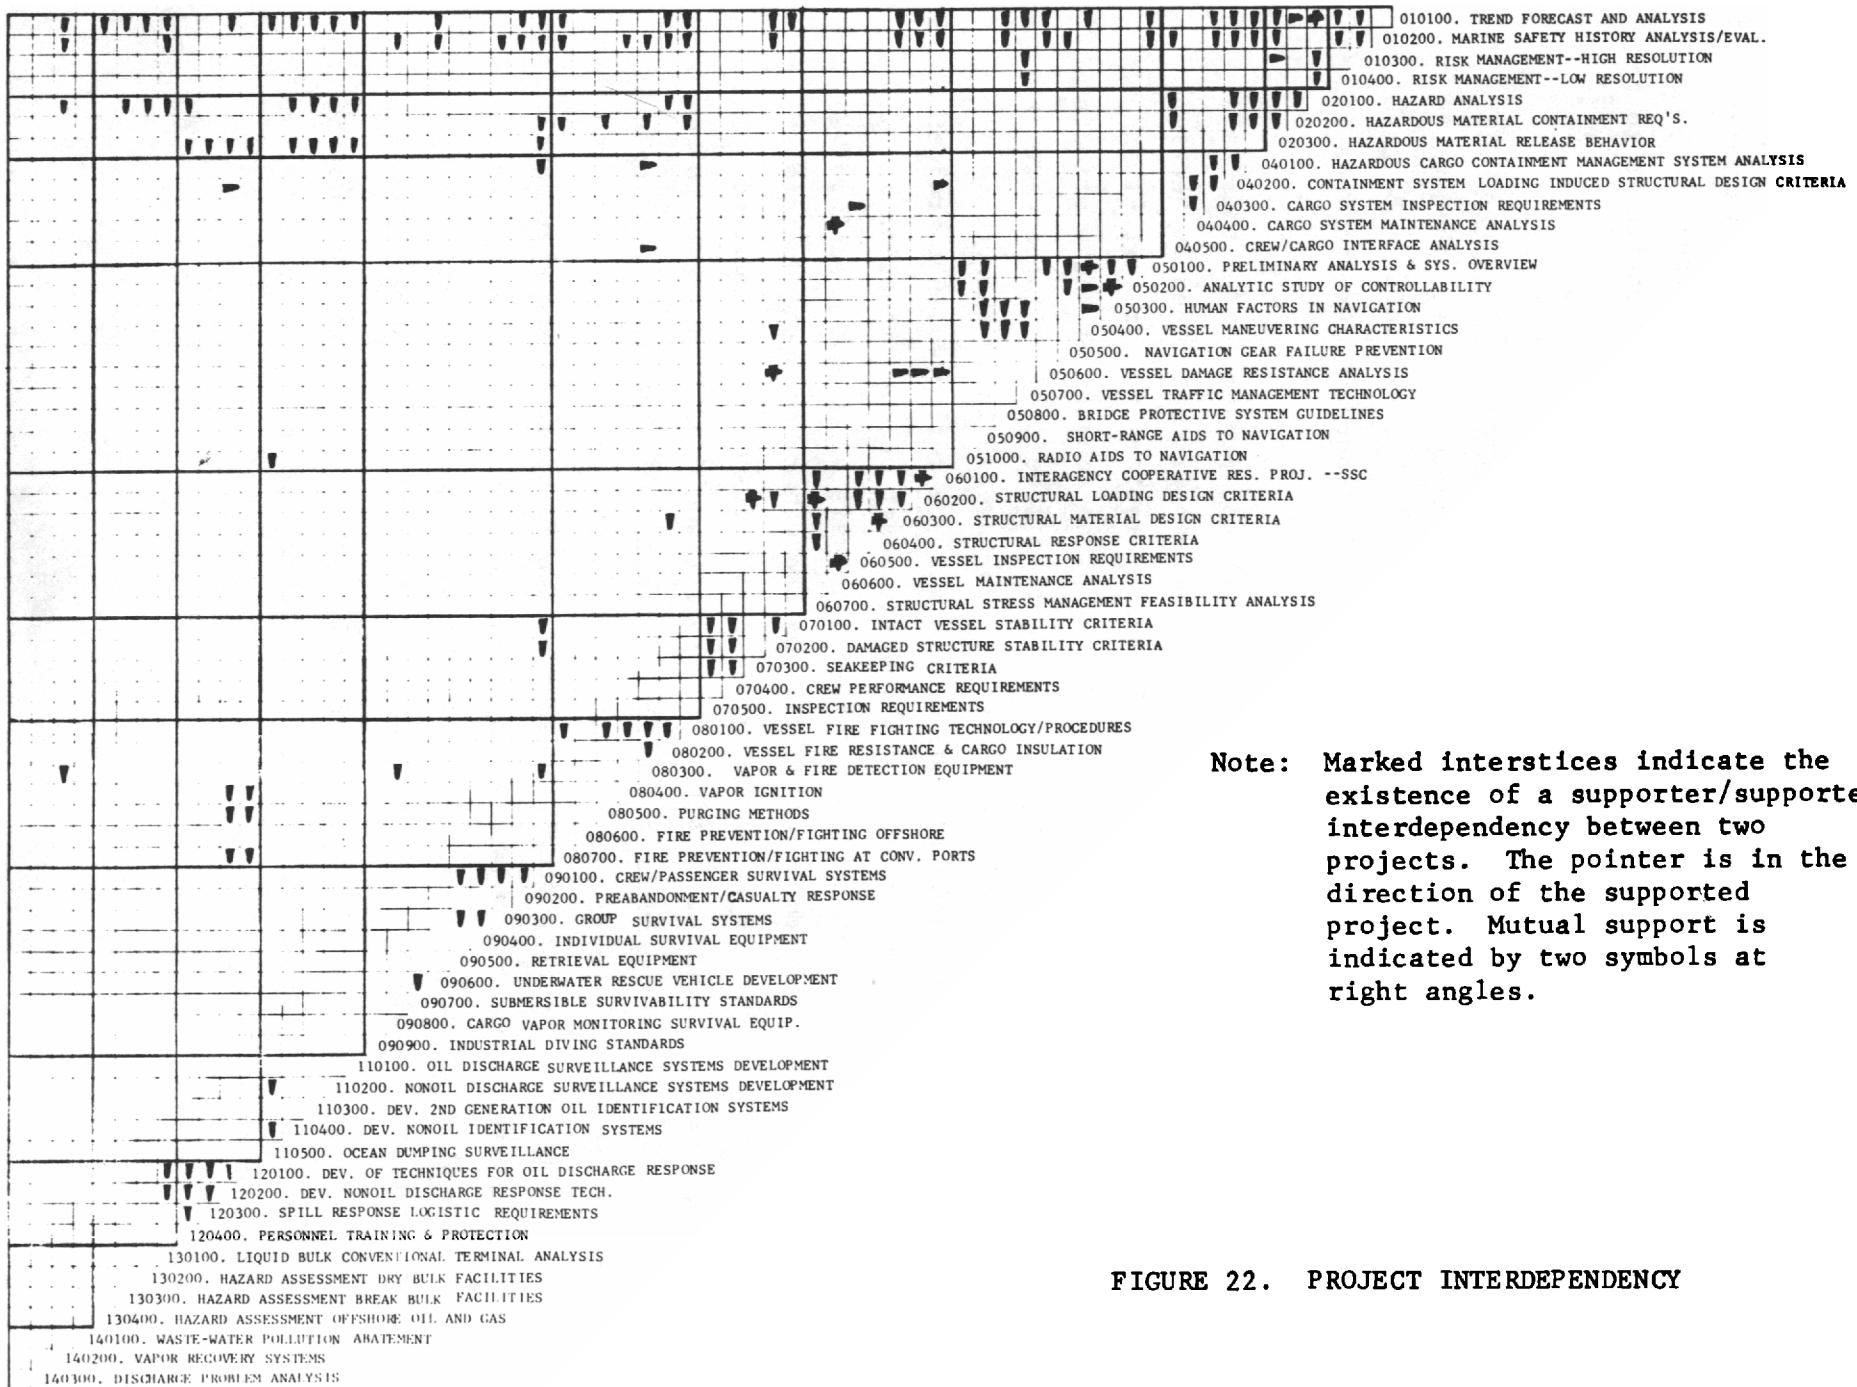 010100. TREND FORECAST AND ANALYSIS
010200. MARINE SAFETY HISTORY ANALYSIS/EVAL.
010300. RISK MANAGEMENT--HIGH RESOLUTION
010400. RISK MANAGEMENT--LOW RESOLUTION
020100. HAZARD ANALYSIS
020200. HAZARDOUS MATERIAL CONTAINMENT REQ'S.
020300. HAZARDOUS MATERIAL RELEASE BEHAVIOR
040100. HAZARDOUS CARGO CONTAINMENT MANAGEMENT SYSTEM ANALYSIS
040200. CONTAINMENT SYSTEM LOADING INDUCED STRUCTURAL DESIGN CRITERIA
040300. CARGO SYSTEM INSPECTION REQUIREMENTS
040400. CARGO SYSTEM MAINTENANCE ANALYSIS
040500. CREW/CARGO INTERFACE ANALYSIS
050100. PRELIMINARY ANALYSIS & SYS. OVERVIEW
050200. ANALYTIC STUDY OF CONTROLLABILITY
050300. HUMAN FACTORS IN NAVIGATION
050400. VESSEL MANEUVERING CHARACTERISTICS
050500. NAVIGATION GEAR FAILURE PREVENTION
050600. VESSEL DAMAGE RESISTANCE ANALYSIS
050700. VESSEL TRAFFIC MANAGEMENT TECHNOLOGY
050800. BRIDGE PROTECTIVE SYSTEM GUIDELINES
050900. SHORT-RANGE AIDS TO NAVIGATION
051000. RADIO AIDS TO NAVIGATION
060100. INTERAGENCY COOPERATIVE RES. PROJ. --SSC
060200. STRUCTURAL LOADING DESIGN CRITERIA
060300. STRUCTURAL MATERIAL DESIGN CRITERIA
060400. STRUCTURAL RESPONSE CRITERIA
060500. VESSEL INSPECTION REQUIREMENTS
060600. VESSEL MAINTENANCE ANALYSIS
060700. STRUCTURAL STRESS MANAGEMENT FEASIBILITY ANALYSIS
070100. INTACT VESSEL STABILITY CRITERIA
070200. DAMAGED STRUCTURE STABILITY CRITERIA
070300. SEAKEEPING CRITERIA
070400. CREW PERFORMANCE REQUIREMENTS
070500. INSPECTION REQUIREMENTS
080100. VESSEL FIRE FIGHTING TECHNOLOGY/PROCEDURES
080200. VESSEL FIRE RESISTANCE & CARGO INSULATION
080300. VAPOR & FIRE DETECTION EQUIPMENT
080400. VAPOR IGNITION
080500. PURGING METHODS
080600. FIRE PREVENTION/FIGHTING OFFSHORE
080700. FIRE PREVENTION/FIGHTING AT CONV. PORTS
090100. CREW/PASSENGER SURVIVAL SYSTEMS
090200. PREABANDONMENT/CASUALTY RESPONSE
090300. GROUP SURVIVAL SYSTEMS
090400. INDIVIDUAL SURVIVAL EQUIPMENT
090500. RETRIEVAL EQUIPMENT
090600. UNDERWATER RESCUE VEHICLE DEVELOPMENT
090700. SUBMERSIBLE SURVIVABILITY STANDARDS
090800. CARGO VAPOR MONITORING SURVIVAL EQUIP.
090900. INDUSTRIAL DIVING STANDARDS
110100. OIL DISCHARGE SURVEILLANCE SYSTEMS DEVELOPMENT
110200. NONOIL DISCHARGE SURVEILLANCE SYSTEMS DEVELOPMENT
110300. DEV. 2ND GENERATION OIL IDENTIFICATION SYSTEMS
110400. DEV. NONOIL IDENTIFICATION SYSTEMS
110500. OCEAN DUMPING SURVEILLANCE
120100. DEV. OF TECHNIQUES FOR OIL DISCHARGE RESPONSE
120200. DEV. NONOIL DISCHARGE RESPONSE TECH.
120300. SPILL RESPONSE LOGISTIC REQUIREMENTS
120400. PERSONNEL TRAINING & PROTECTION
130100. LIQUID BULK CONVENTIONAL TERMINAL ANALYSIS
130200. HAZARD ASSESSMENT DRY BULK FACILITIES
130300. HAZARD ASSESSMENT BREAK BULK FACILITIES
130400. HAZARD ASSESSMENT OFFSHORE OIL AND GAS
140100. WASTE-WATER POLLUTION ABATEMENT
140200. VAPOR RECOVERY SYSTEMS
140300. DISCHARGE PROBLEM ANALYSIS
Note: Marked interstices indicate the
existence of a supporter/supporte
interdependency between two
projects. The pointer is in the
direction of the supported
project. Mutual support is
indicated by two symbols at
right angles.
FIGURE 22. PROJECT INTERDEPENDENCY